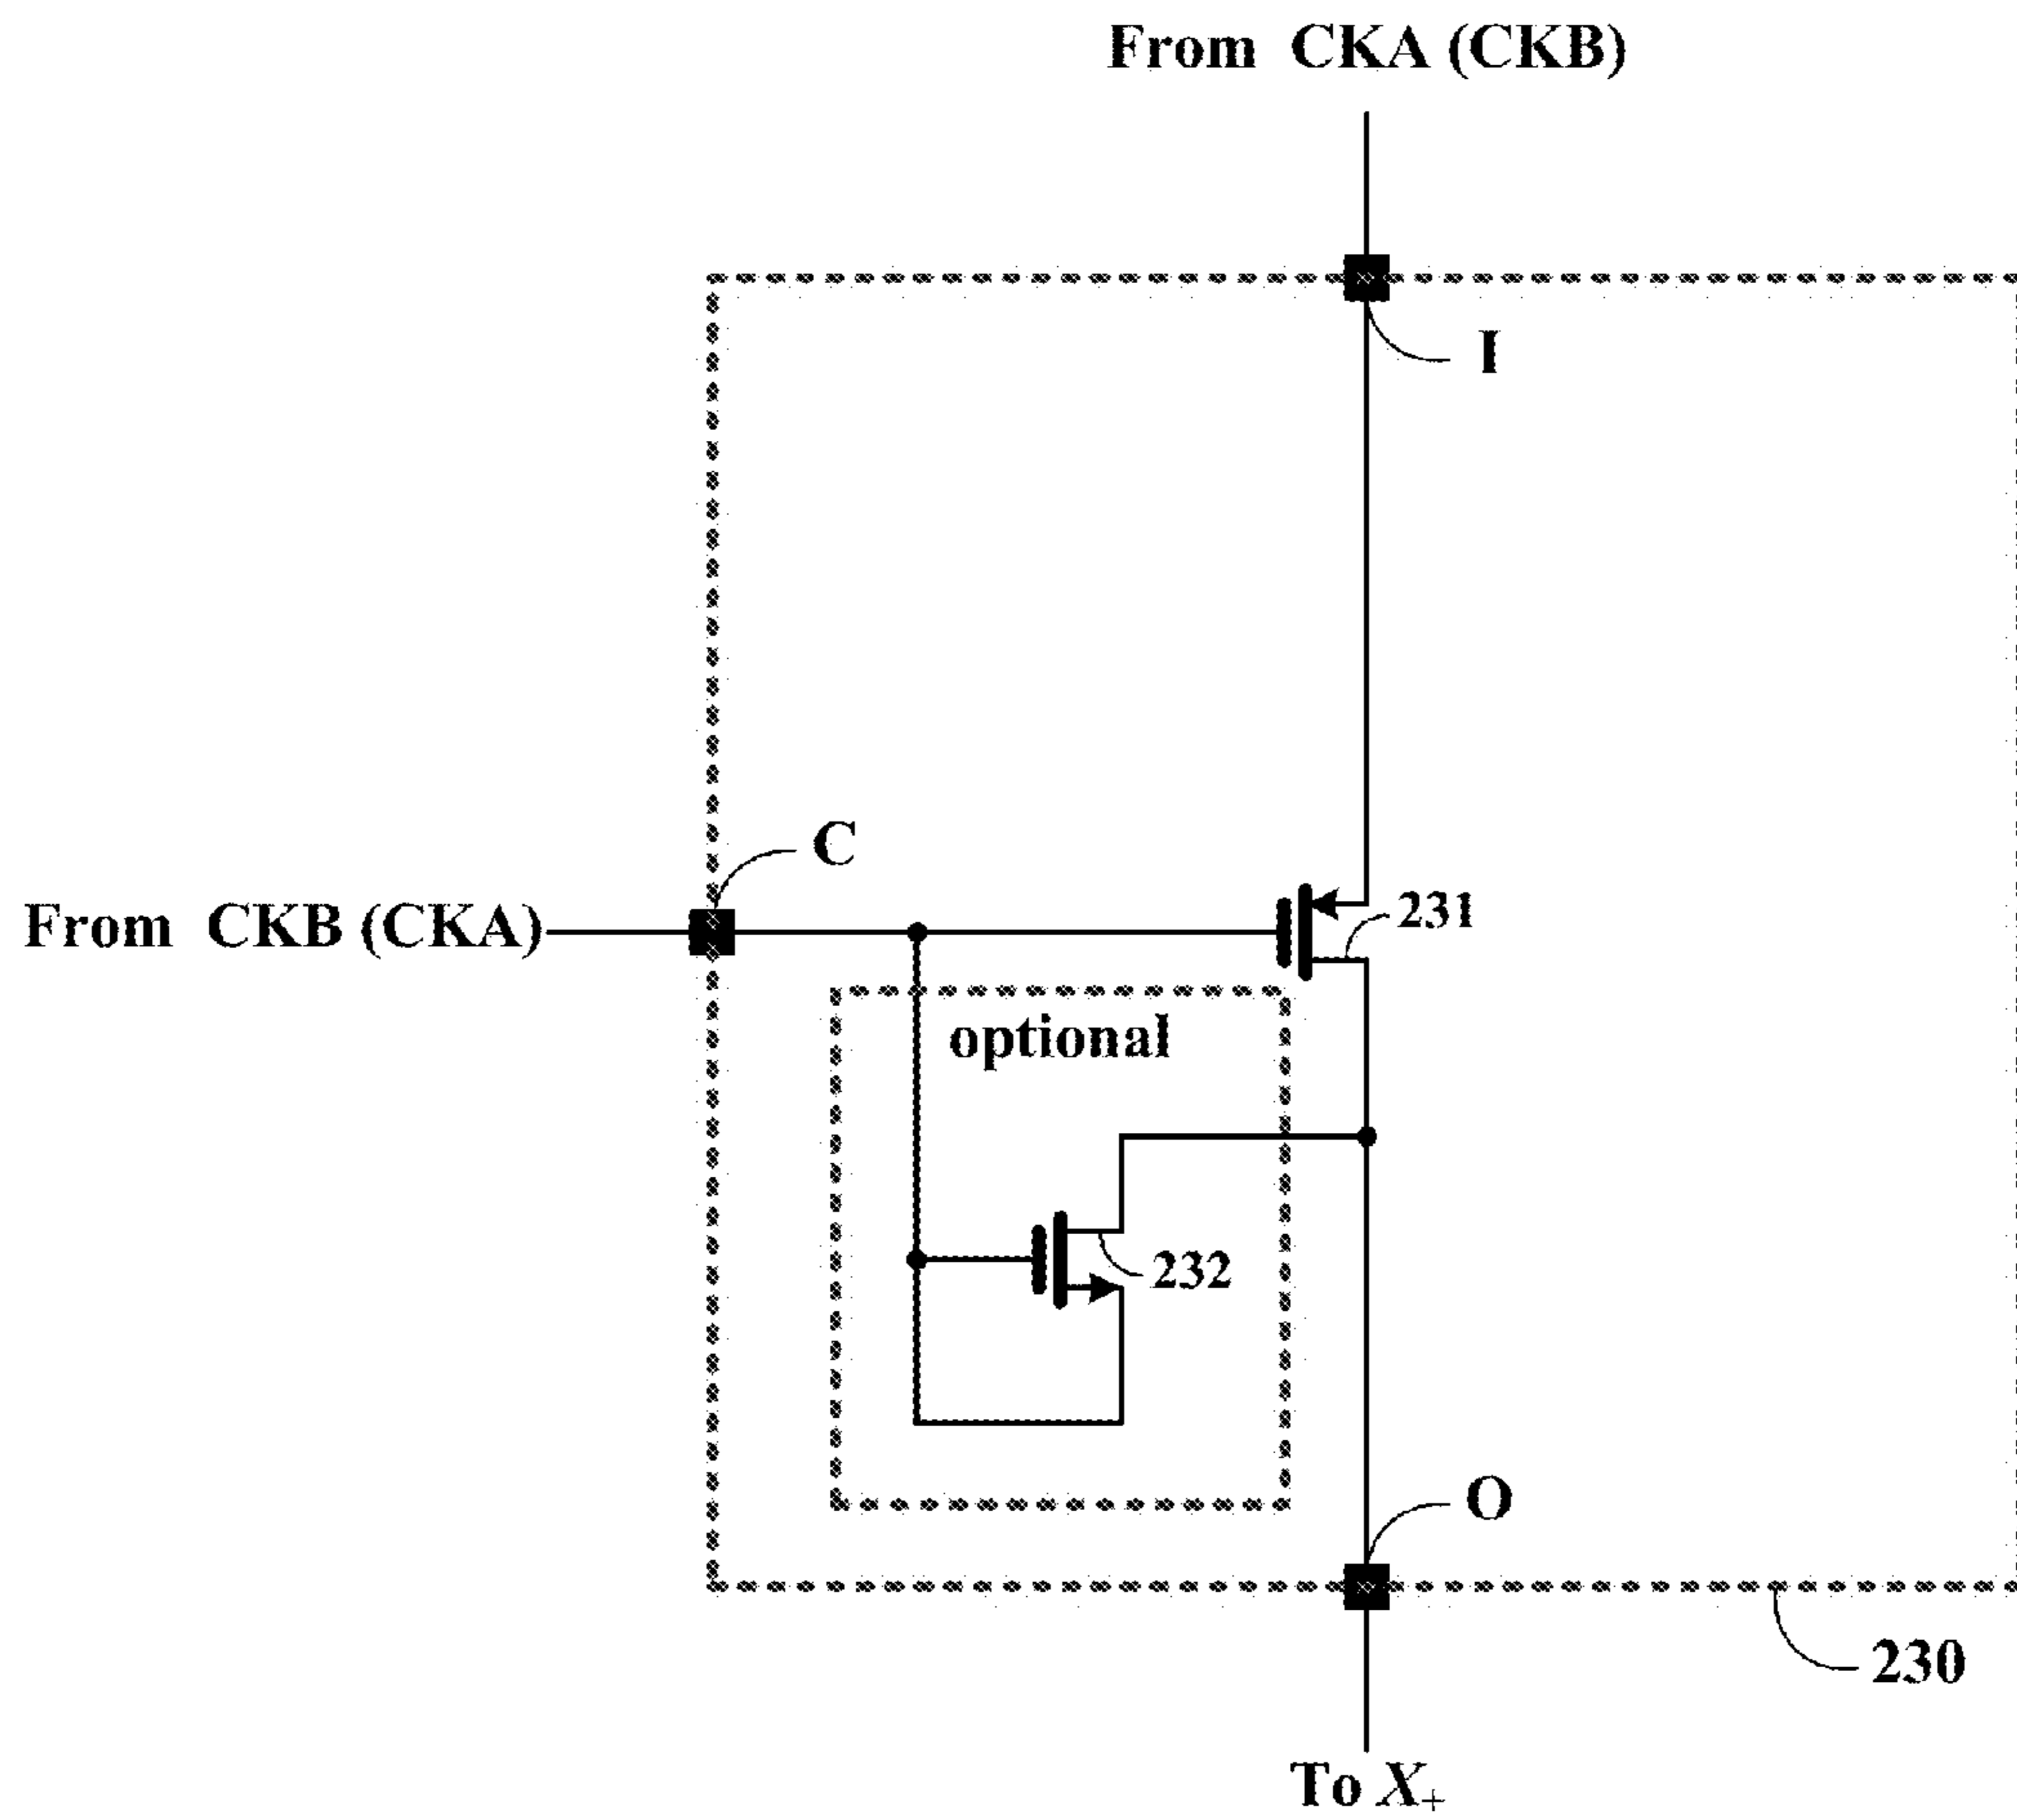 From CKA (CKB)
I
C
From CKB (CKA)
231
optional
232
O
230
To X+